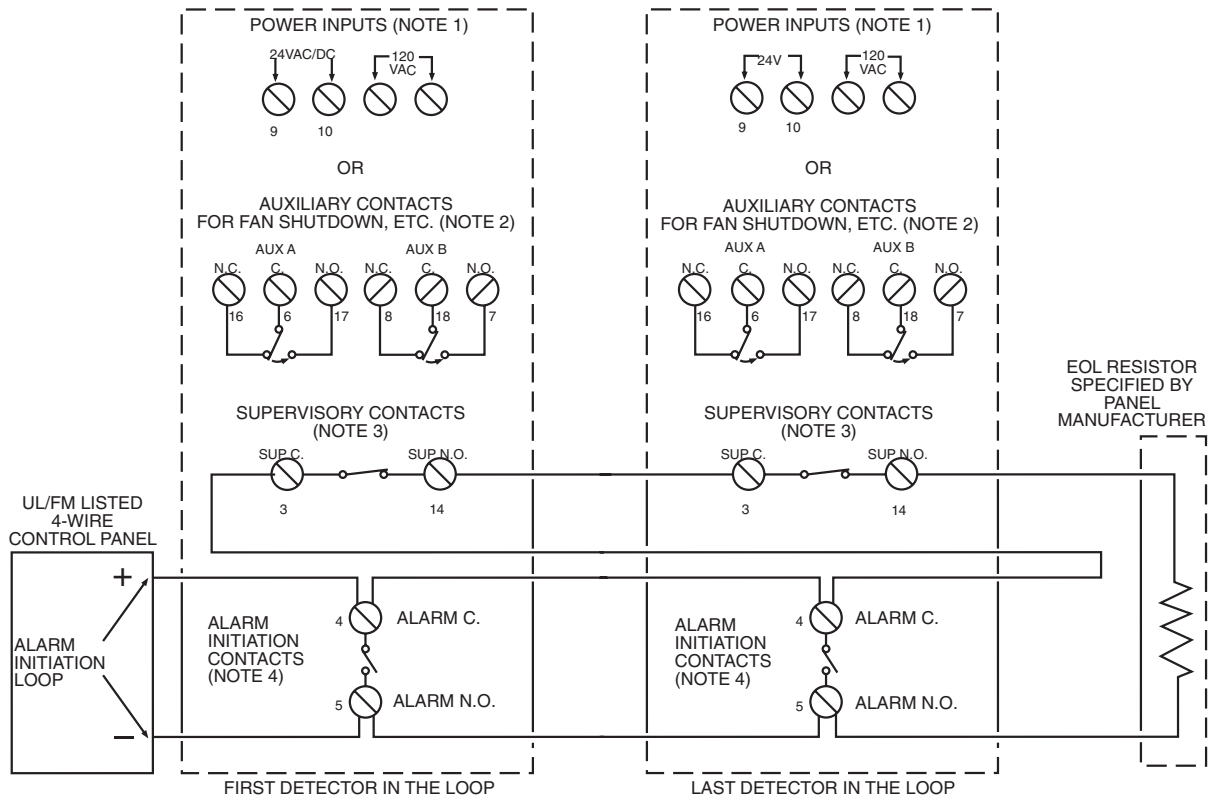 POWER INPUTS (NOTE 1)
24VAC/DC
120
VAC
9 10
OR
AUXILIARY CONTACTS
FOR FAN SHUTDOWN, ETC. (NOTE 2)
AUX A AUX B
N.C. C. N.O. N.C. C. N.O.
16 6 17 8 18 7
SUPERVISORY CONTACTS
(NOTE 3)
SUP C. SUP N.O.
3 14
POWER INPUTS (NOTE 1)
24V
120
VAC
9 10
OR
AUXILIARY CONTACTS
FOR FAN SHUTDOWN, ETC. (NOTE 2)
AUX A AUX B
N.C. C. N.O. N.C. C. N.O.
16 6 17 8 18 7
SUPERVISORY CONTACTS
(NOTE 3)
SUP C. SUP N.O.
3 14
EOL RESISTOR
SPECIFIED BY
PANEL
MANUFACTURER
UL/FM LISTED
4-WIRE
CONTROL PANEL
+
ALARM
INITIATION
LOOP
–
ALARM
INITIATION
CONTACTS
(NOTE 4)
4 ALARM C.
5 ALARM N.O.
ALARM
INITIATION
CONTACTS
(NOTE 4)
4 ALARM C.
5 ALARM N.O.
FIRST DETECTOR IN THE LOOP
LAST DETECTOR IN THE LOOP